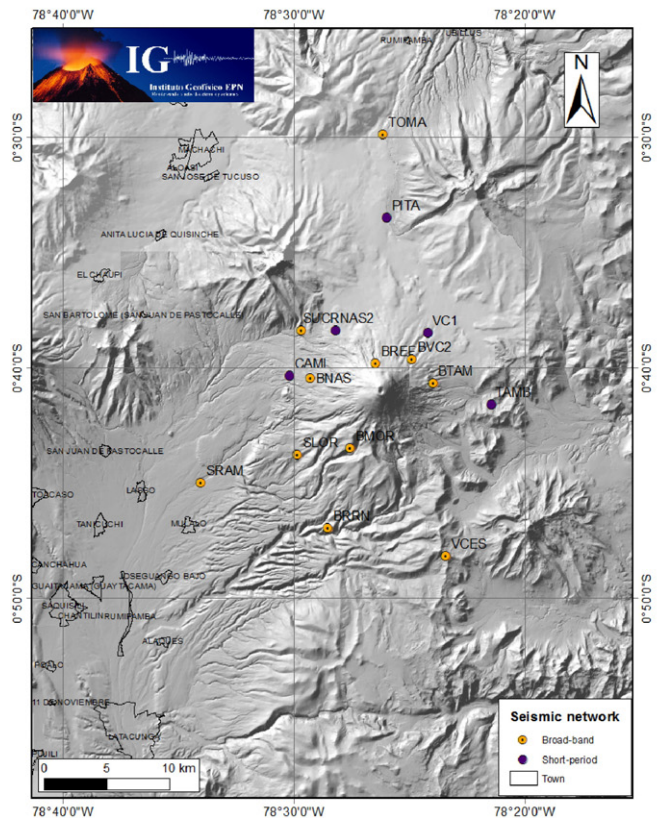 78°40'0"W 78°30'0"W 78°20'0"W
IG
Instituto Geofísico EPN
RUMIPAMBA
N
0°30'0"S 0°30'0"S
TOMA
MACHACHI
ALOASI
SAN JOSE DE TUCUSO
PITA
ANITA LUCIA DE QUISINCHE
EL CHAUPI
SAN BARTOLOME (SAN JUAN DE PASTOCALLE)
SUCR
NAS2
VC1
BREF
BVC2
0°40'0"S 0°40'0"S
CAMI
BNAS
BTAM
TAMB
SAN JUAN DE PASTOCALLE
SLOR
BMOR
SRAM
TOACASO
LASSO
TANICUCHI
MULALO
BRRN
VCES
CANCHAHUA
GUAITACAMA (GUAYTACAMA)
JOSEGUANGO BAJO
0°50'0"S 0°50'0"S
SAQUISILI
CHANTILIN
RUMIPAMBA
ALAQUES
POALO
11 DE NOVIEMBRE
LATACUNGA
PUJILI
Seismic network
Broad-band
Short-period
Town
0 5 10 km
78°40'0"W 78°30'0"W 78°20'0"W